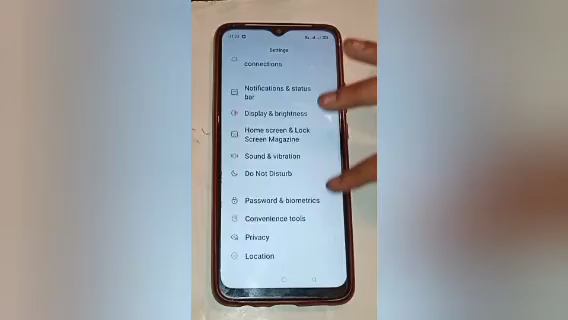 Settings
connections
Notifications & status
bar
Display & brightness
Home screen & Lock
Screen Magazine
Sound & vibration
Do Not Disturb
Password & biometrics
Convenience tools
Privacy
Location